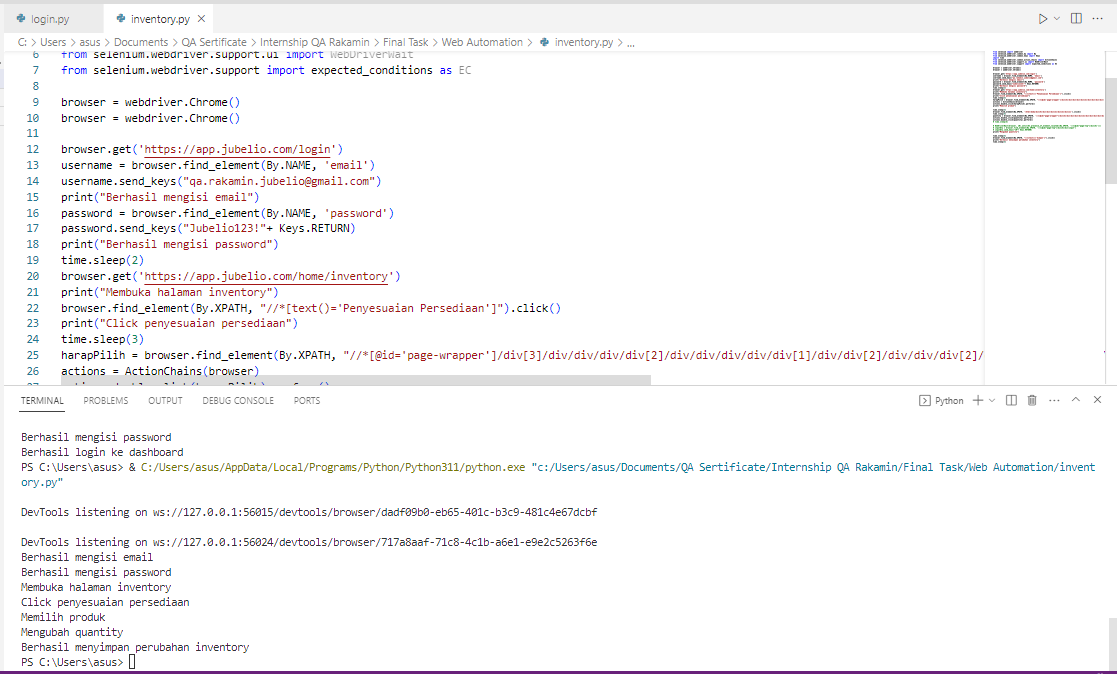 login.py
inventory.py
C: > Users > asus > Documents > QA Sertificate > Internship QA Rakamin > Final Task > Web Automation > inventory.py > ...
6 from selenium.webdriver.support.ui import WebDriverWait
7 from selenium.webdriver.support import expected_conditions as EC
8
9 browser = webdriver.Chrome()
10 browser = webdriver.Chrome()
11
12 browser.get('https://app.jubelio.com/login')
13 username = browser.find_element(By.NAME, 'email')
14 username.send_keys("qa.rakamin.jubelio@gmail.com")
15 print("Berhasil mengisi email")
16 password = browser.find_element(By.NAME, 'password')
17 password.send_keys("Jubelio123!"+ Keys.RETURN)
18 print("Berhasil mengisi password")
19 time.sleep(2)
20 browser.get('https://app.jubelio.com/home/inventory')
21 print("Membuka halaman inventory")
22 browser.find_element(By.XPATH, "//*[text()='Penyesuaian Persediaan']").click()
23 print("Click penyesuaian persediaan")
24 time.sleep(3)
25 harapPilih = browser.find_element(By.XPATH, "//*[@id='page-wrapper']/div[3]/div/div/div/div[2]/div/div/div/div/div[1]/div/div[2]/div/div/div[2]/
26 actions = ActionChains(browser)
TERMINAL PROBLEMS OUTPUT DEBUG CONSOLE PORTS
Python
Berhasil mengisi password
Berhasil login ke dashboard
PS C:\Users\asus> & C:/Users/asus/AppData/Local/Programs/Python/Python311/python.exe "c:/Users/asus/Documents/QA Sertificate/Internship QA Rakamin/Final Task/Web Automation/invent
ory.py"
DevTools listening on ws://127.0.0.1:56015/devtools/browser/dadf09b0-eb65-401c-b3c9-481c4e67dcbf
DevTools listening on ws://127.0.0.1:56024/devtools/browser/717a8aaf-71c8-4c1b-a6e1-e9e2c5263f6e
Berhasil mengisi email
Berhasil mengisi password
Membuka halaman inventory
Click penyesuaian persediaan
Memilih produk
Mengubah quantity
Berhasil menyimpan perubahan inventory
PS C:\Users\asus>